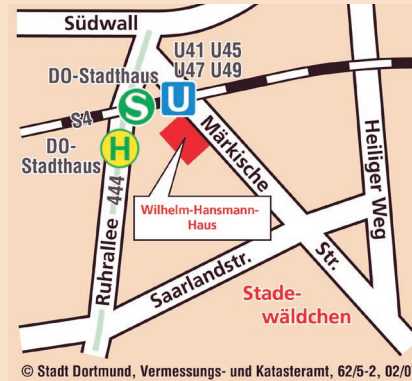 Südwall
U41 U45
U47 U49
DO-Stadthaus
S
U
S4
DO-
Stadthaus
H
444
Ruhrallee
Märkische
Str.
Heiliger Weg
Wilhelm-Hansmann-
Haus
Saarlandstr.
Stade-
wäldchen
© Stadt Dortmund, Vermessungs- und Katasteramt, 62/5-2, 02/0